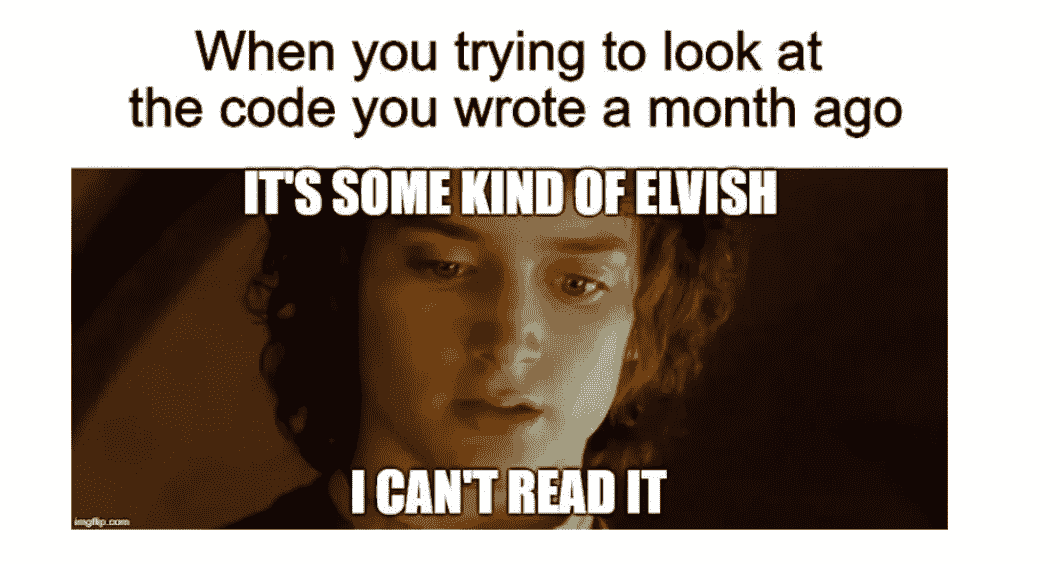 When you trying to look at
the code you wrote a month ago
IT'S SOME KIND OF ELVISH
I CAN'T READ IT
imgflip.com